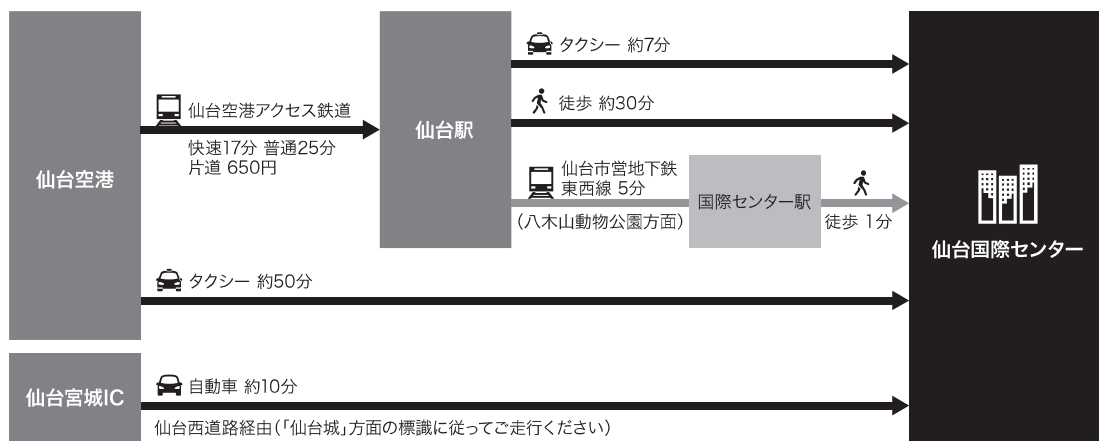 仙台空港
仙台空港アクセス鉄道
快速17分 普通25分
片道 650円
仙台駅
タクシー 約7分
徒歩 約30分
仙台市営地下鉄
東西線 5分
(八木山動物公園方面)
国際センター駅
徒歩 1分
タクシー 約50分
仙台国際センター
仙台宮城IC
自動車 約10分
仙台西道路経由(「仙台城」方面の標識に従ってご走行ください)